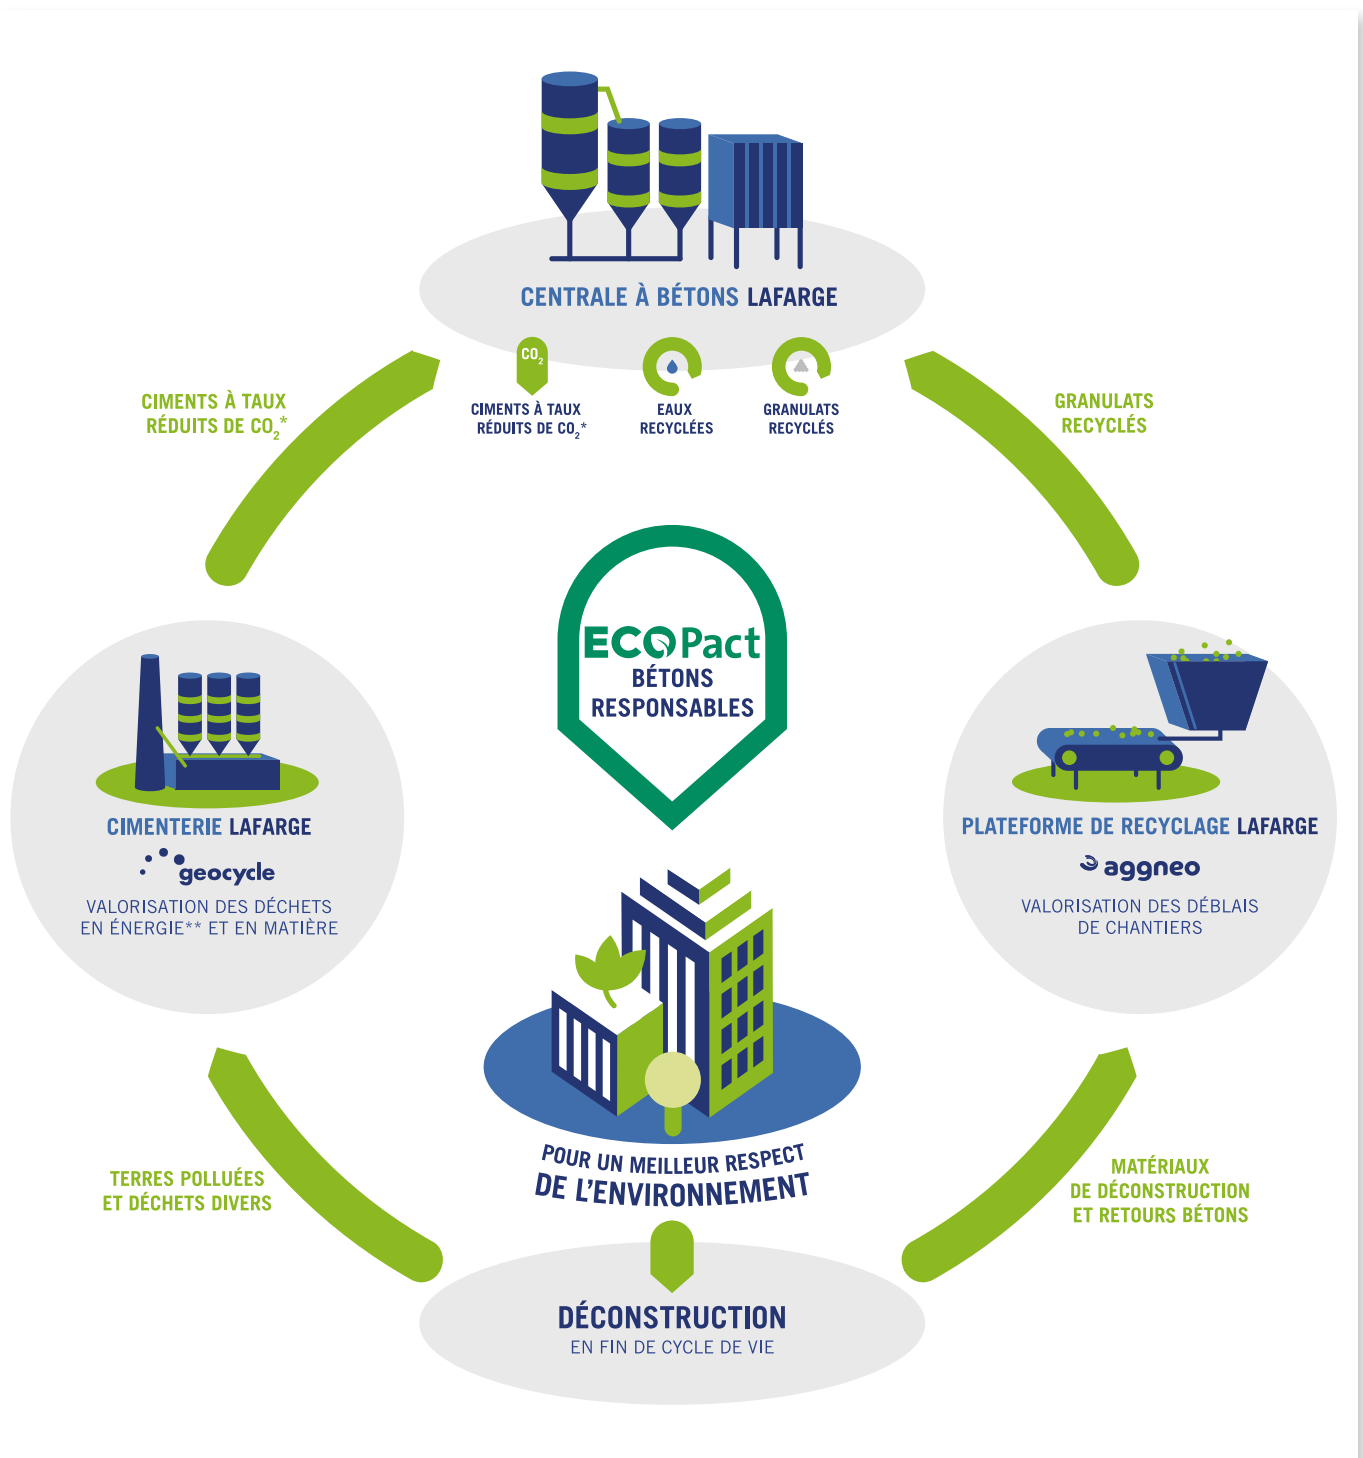 CENTRALE À BÉTONS LAFARGE
CO₂
CIMENTS À TAUX
RÉDUITS DE CO₂*
EAUX
RECYCLÉES
GRANULATS
RECYCLÉS
CIMENTS À TAUX
RÉDUITS DE CO₂*
GRANULATS
RECYCLÉS
ECOPact
BÉTONS
RESPONSABLES
CIMENTERIE LAFARGE
geocycle
VALORISATION DES DÉCHETS
EN ÉNERGIE** ET EN MATIÈRE
PLATEFORME DE RECYCLAGE LAFARGE
aggneo
VALORISATION DES DÉBLAIS
DE CHANTIERS
POUR UN MEILLEUR RESPECT
DE L'ENVIRONNEMENT
TERRES POLLUÉES
ET DÉCHETS DIVERS
MATÉRIAUX
DE DÉCONSTRUCTION
ET RETOURS BÉTONS
DÉCONSTRUCTION
EN FIN DE CYCLE DE VIE